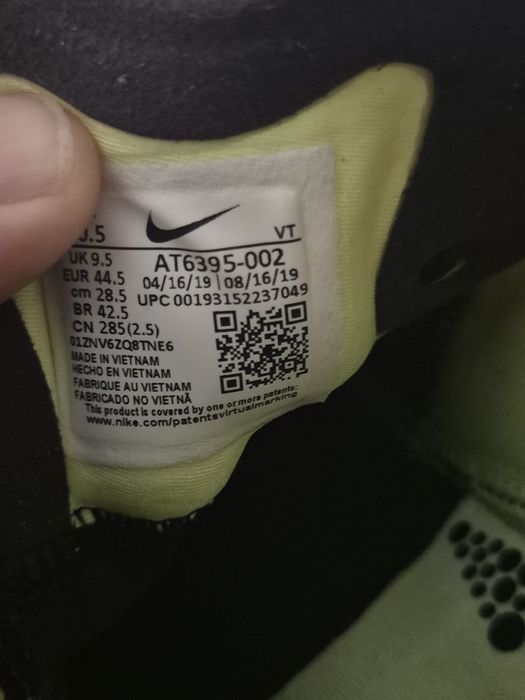 VT
UK 9.5
AT6395-002
EUR 44.5
04/16/19 08/16/19
cm 28.5
UPC 00193152237049
BR 42.5
CN 285(2.5)
01ZNV6ZQ8TNE6
MADE IN VIETNAM
HECHO EN VIETNAM
FABRIQUE AU VIETNAM
FABRICADO NO VIETNÃ
This product is covered by one or more patents:
www.nike.com/patentsvirtualmarking